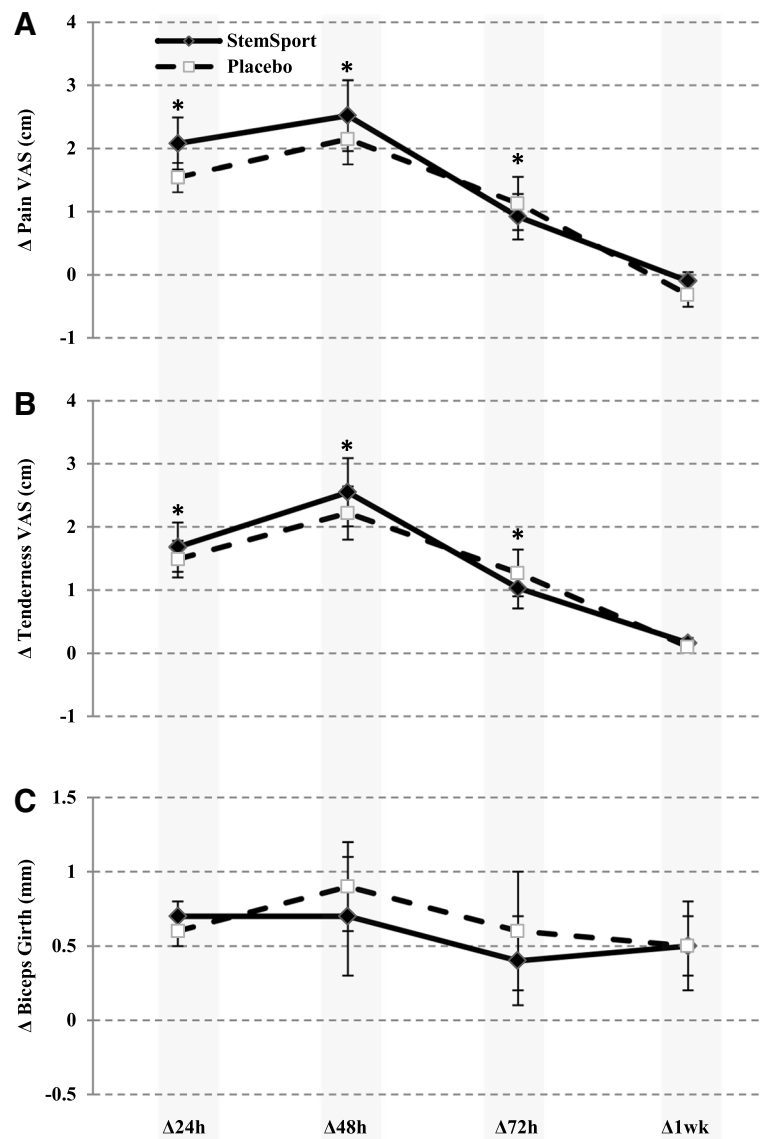 A
StemSport
Placebo
Δ Pain VAS (cm)
4
3
2
1
0
-1
*
*
*
B
Δ Tenderness VAS (cm)
4
3
2
1
0
-1
*
*
*
C
Δ Biceps Girth (mm)
1.5
1
0.5
0
-0.5
Δ24h Δ48h Δ72h Δ1wk